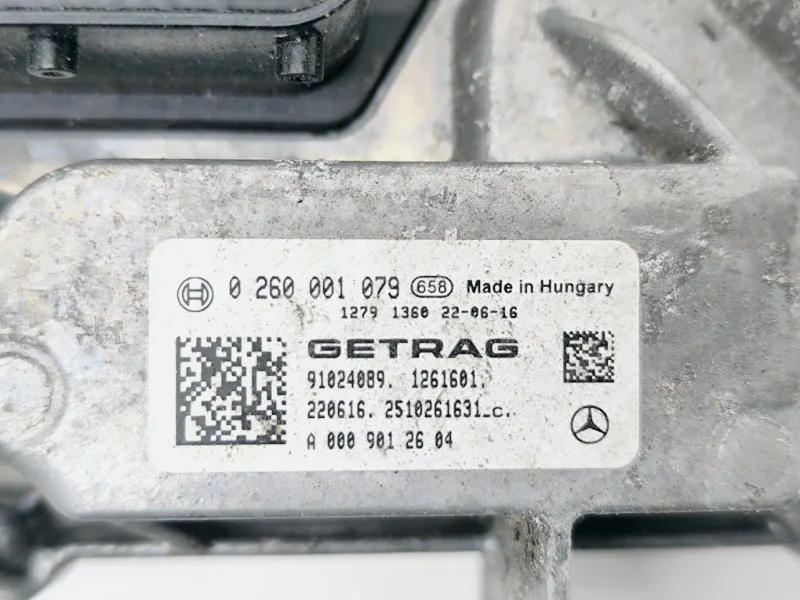 0 260 001 079 658 Made in Hungary
1279 1360 22-06-16
GETRAG
91024089. 1261601.
220616. 2510261631_c.
A 000 901 26 04